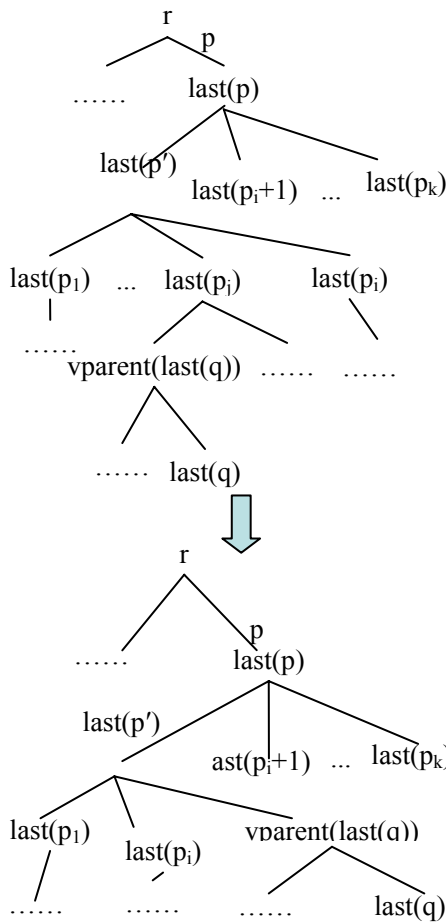 r
p
...... last(p)
last(p′)
last(pi+1) ... last(pk)
last(p1) ... last(pj) last(pi)
......
vparent(last(q)) ...... ......
...... last(q)
r
p
...... last(p)
last(p′)
ast(pi+1) ... last(pk)
last(p1) last(pi) vparent(last(q))
...... ...... last(q)